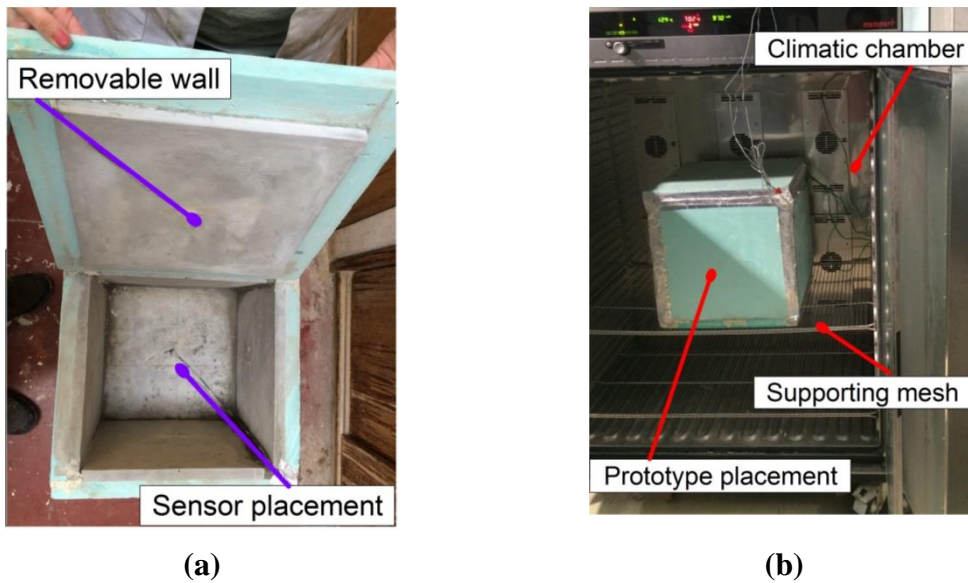 Removable wall
Sensor placement
(a)
Climatic chamber
Supporting mesh
Prototype placement
(b)